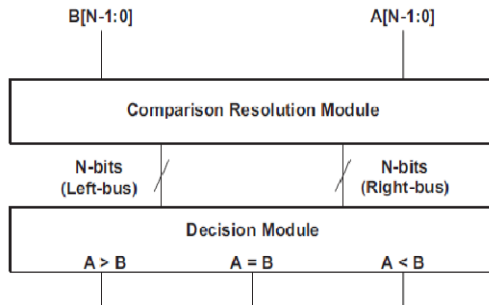 B[N-1:0] A[N-1:0]
Comparison Resolution Module
N-bits
(Left-bus)
N-bits
(Right-bus)
Decision Module
A > B A = B A < B